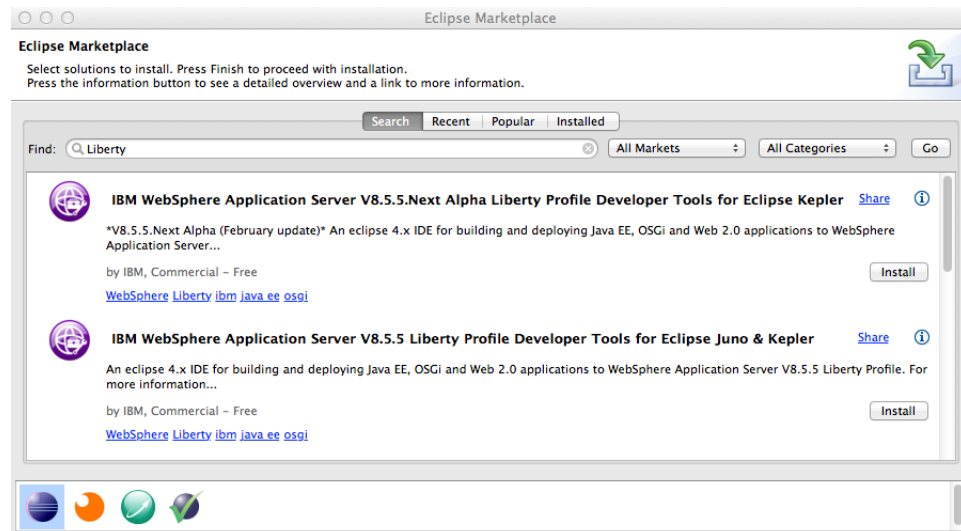 Eclipse Marketplace
Eclipse Marketplace
Select solutions to install. Press Finish to proceed with installation.
Press the information button to see a detailed overview and a link to more information.
Search Recent Popular Installed
Find: Liberty All Markets All Categories Go
IBM WebSphere Application Server V8.5.5.Next Alpha Liberty Profile Developer Tools for Eclipse Kepler Share
*V8.5.5.Next Alpha (February update)* An eclipse 4.x IDE for building and deploying Java EE, OSGi and Web 2.0 applications to WebSphere
Application Server...
by IBM, Commercial – Free Install
WebSphere Liberty ibm java ee osgi
IBM WebSphere Application Server V8.5.5 Liberty Profile Developer Tools for Eclipse Juno & Kepler Share
An eclipse 4.x IDE for building and deploying Java EE, OSGi and Web 2.0 applications to WebSphere Application Server V8.5.5 Liberty Profile. For
more information...
by IBM, Commercial – Free Install
WebSphere Liberty ibm java ee osgi